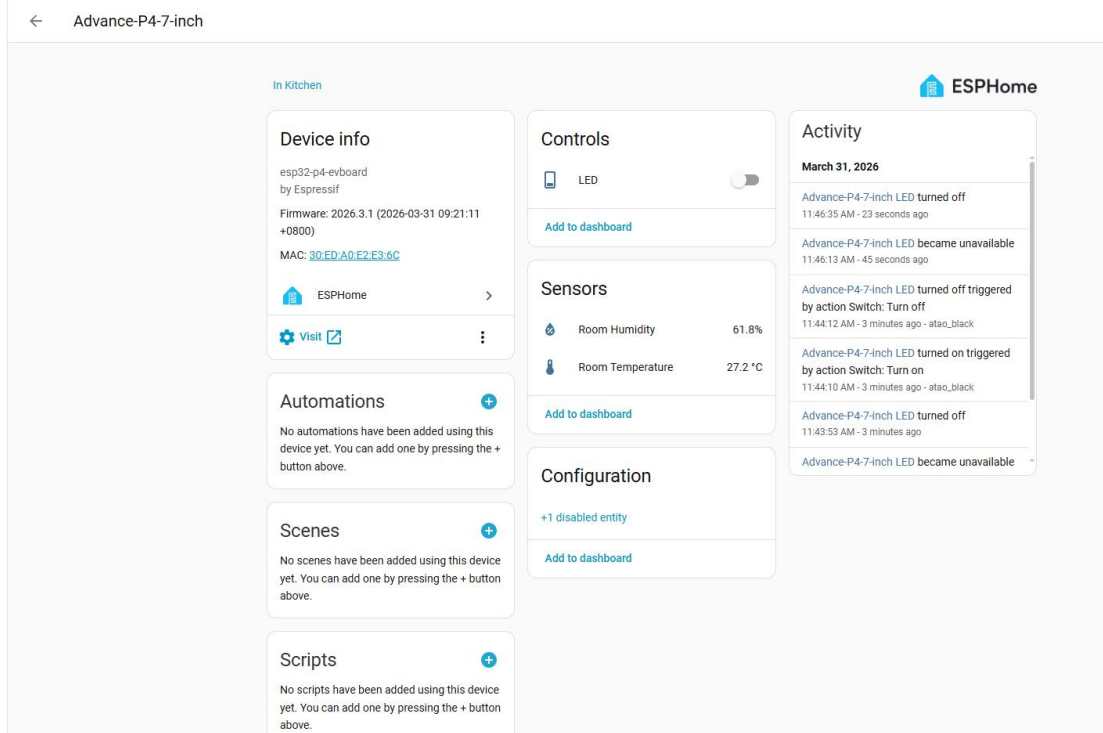 Advance-P4-7-inch
In Kitchen
ESPHome
Device info
esp32-p4-evboard
by Espressif
Firmware: 2026.3.1 (2026-03-31 09:21:11
+0800)
MAC: 30:ED:A0:E2:E3:6C
ESPHome
Visit
Automations
No automations have been added using this
device yet. You can add one by pressing the +
button above.
Scenes
No scenes have been added using this device
yet. You can add one by pressing the + button
above.
Scripts
No scripts have been added using this device
yet. You can add one by pressing the + button
above.
Controls
LED
Add to dashboard
Sensors
Room Humidity 61.8%
Room Temperature 27.2 °C
Add to dashboard
Configuration
+1 disabled entity
Add to dashboard
Activity
March 31, 2026
Advance-P4-7-inch LED turned off
11:46:35 AM - 23 seconds ago
Advance-P4-7-inch LED became unavailable
11:46:13 AM - 45 seconds ago
Advance-P4-7-inch LED turned off triggered
by action Switch: Turn off
11:44:12 AM - 3 minutes ago - atao_black
Advance-P4-7-inch LED turned on triggered
by action Switch: Turn on
11:44:10 AM - 3 minutes ago - atao_black
Advance-P4-7-inch LED turned off
11:43:53 AM - 3 minutes ago
Advance-P4-7-inch LED became unavailable